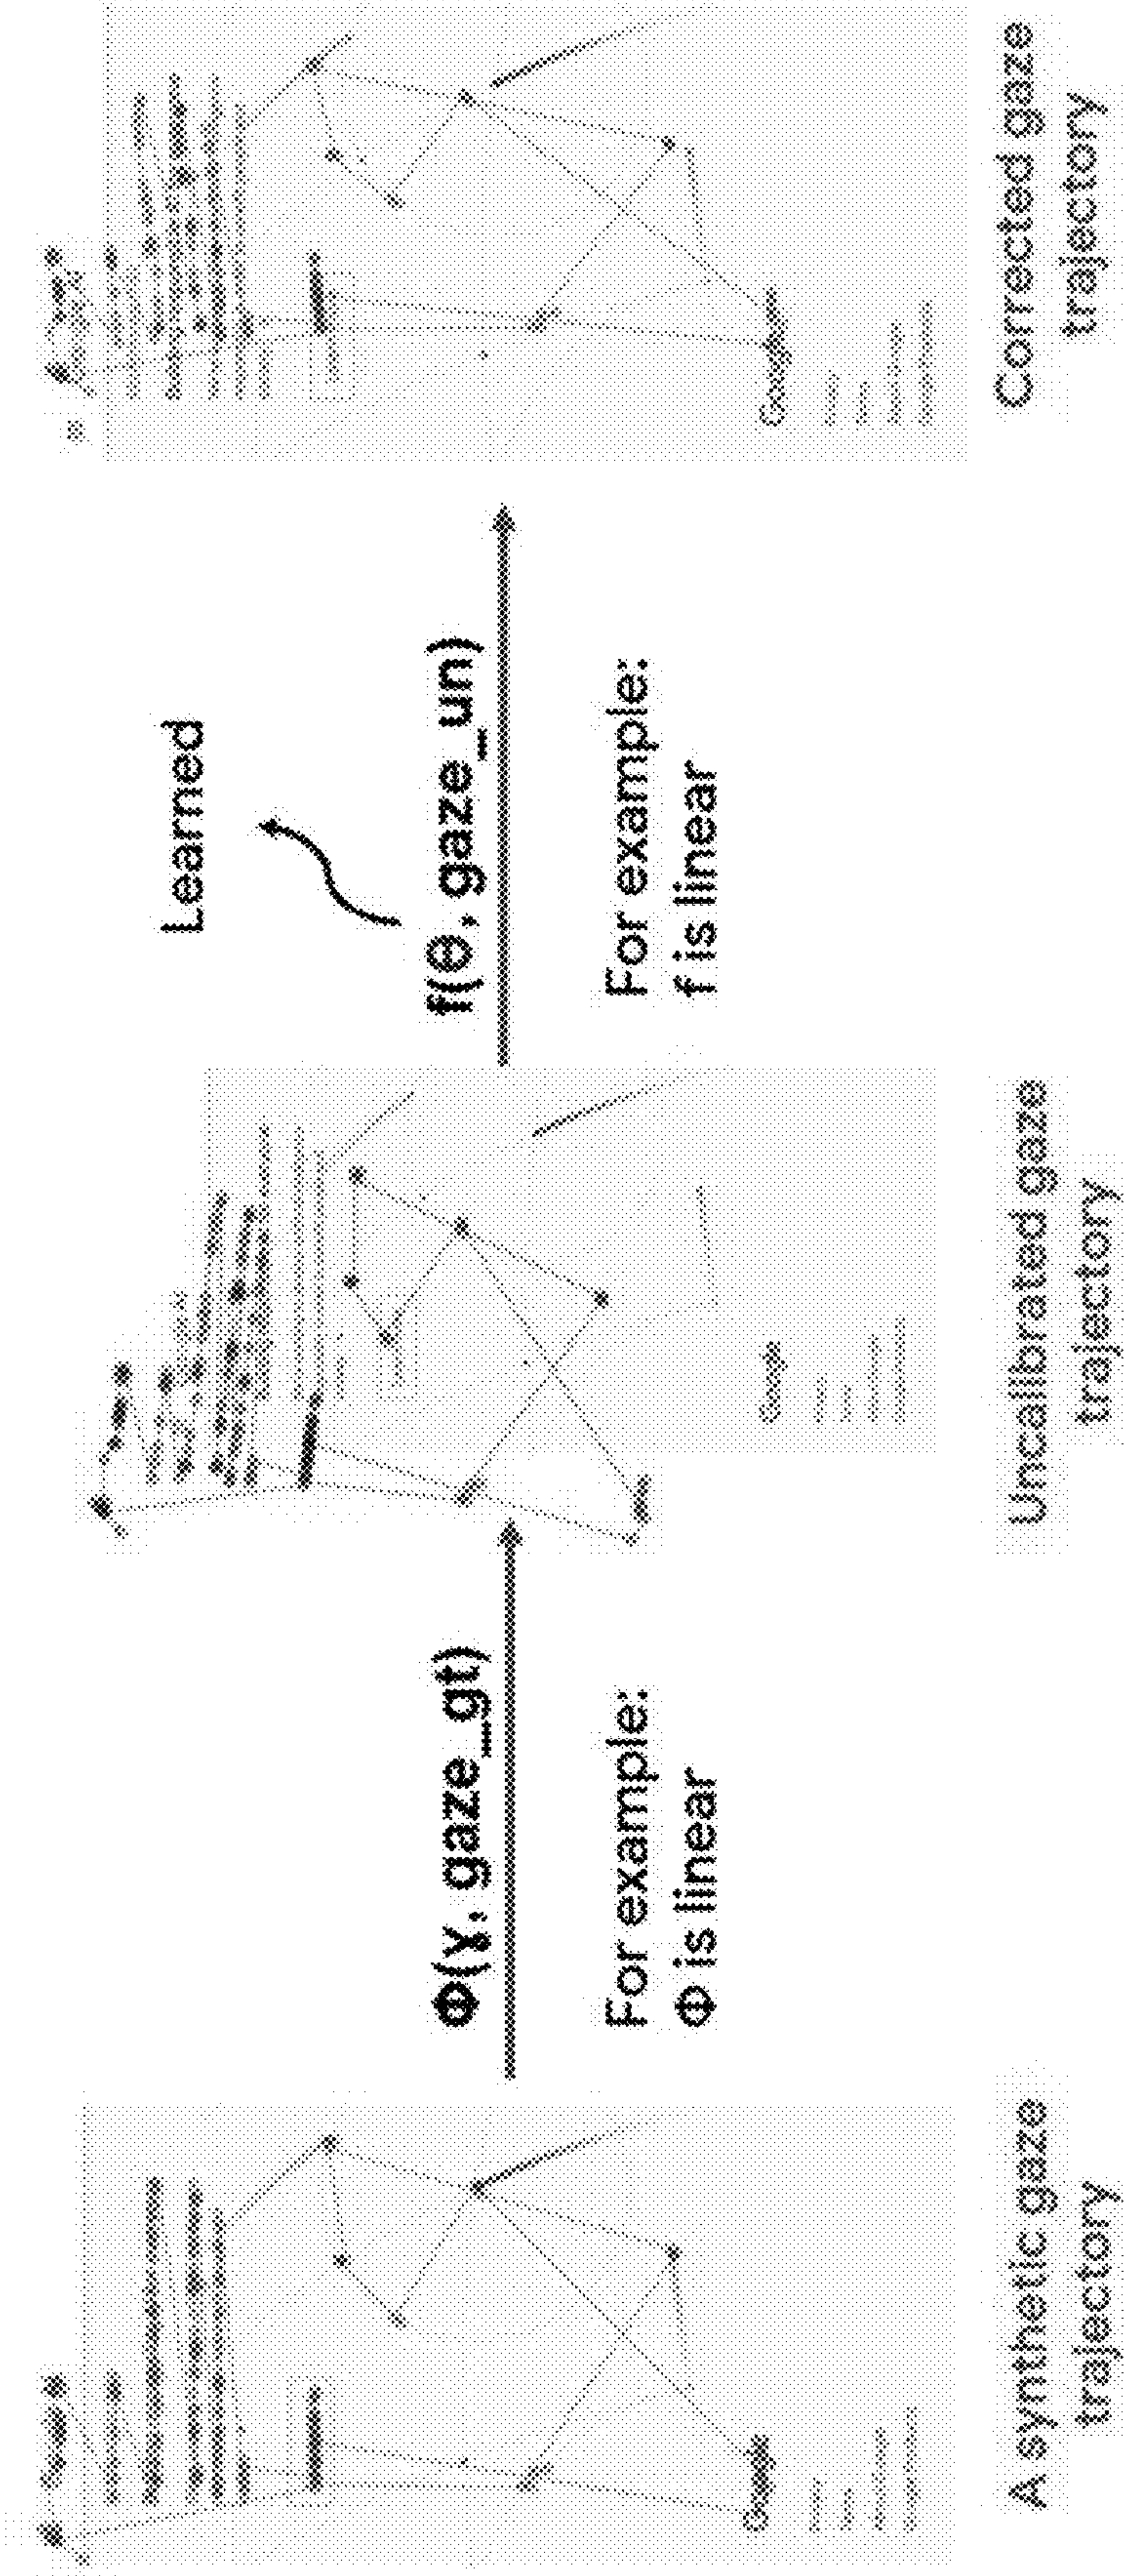 A synthetic gaze
trajectory
Φ(γ, gaze_gt)
For example:
Φ is linear
Uncalibrated gaze
trajectory
Learned
f(Θ, gaze_un)
For example:
f is linear
Corrected gaze
trajectory